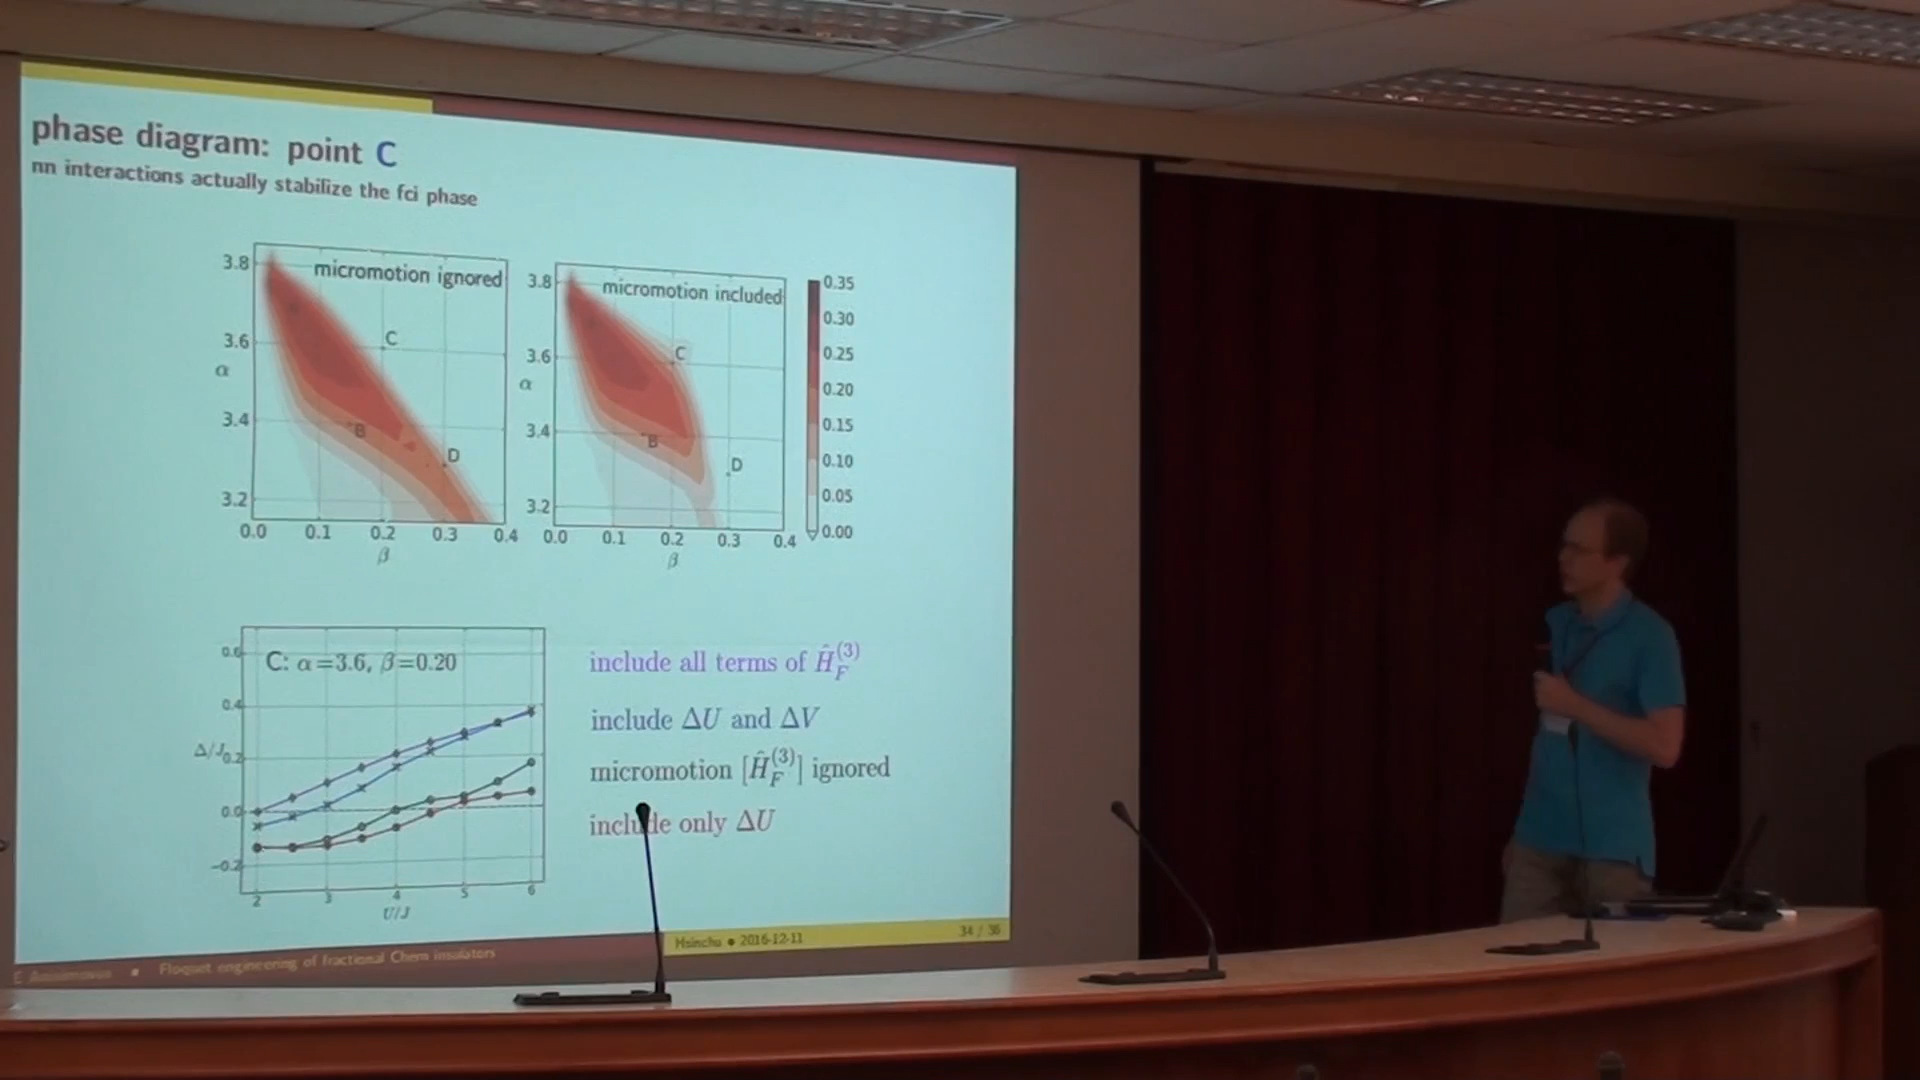 phase diagram: point C
nn interactions actually stabilize the fci phase
micromotion ignored
3.8
3.6
α
3.4
3.2
C
B
D
0.0 0.1 0.2 0.3 0.4
β
micromotion included
3.8
3.6
α
3.4
3.2
C
B
D
0.0 0.1 0.2 0.3 0.4
β
0.35
0.30
0.25
0.20
0.15
0.10
0.05
0.00
C: α=3.6, β=0.20
0.6
0.4
Δ/J
0.2
0.0
−0.2
2 3 4 5 6
U/J
include all terms of Ĥ_F^(3)
include ΔU and ΔV
micromotion [Ĥ_F^(3)] ignored
include only ΔU
Hsinchu • 2016-12-11
34 / 36
Floquet engineering of fractional Chern insulators